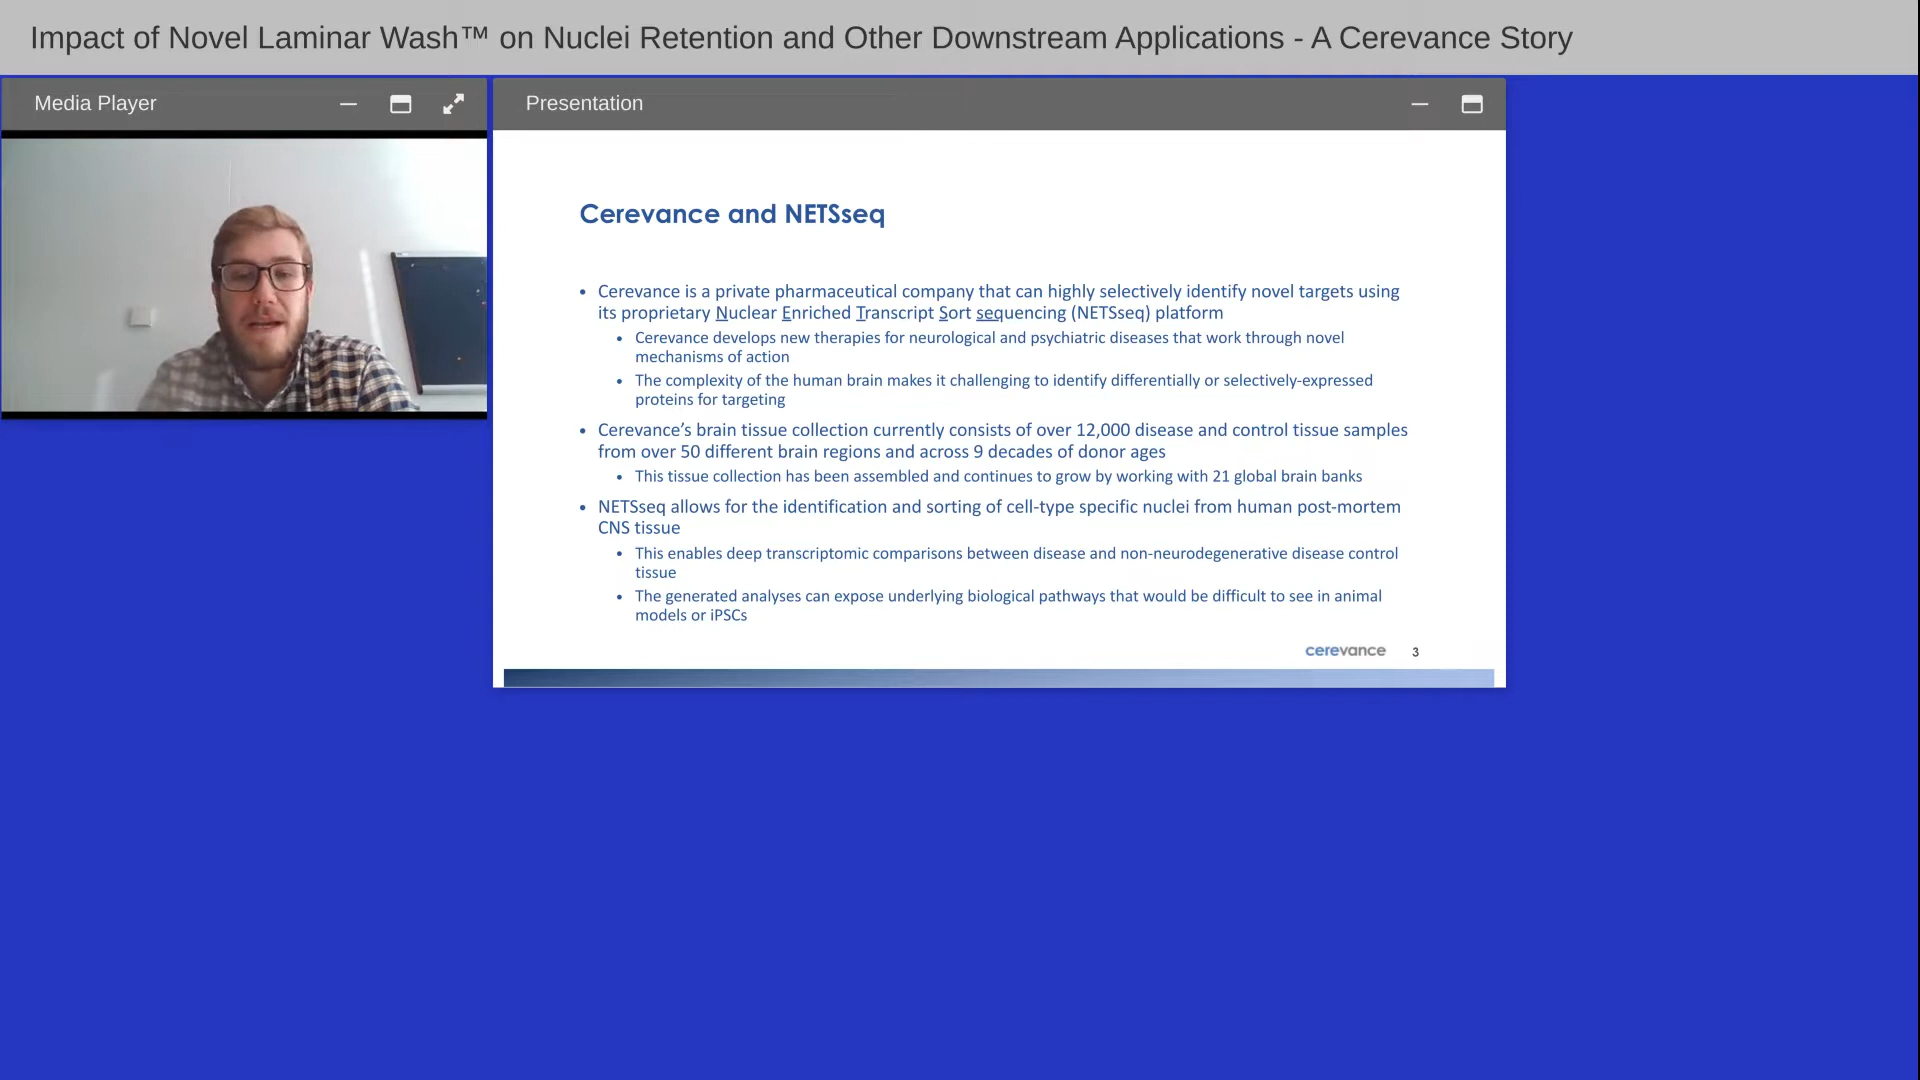 Impact of Novel Laminar Wash™ on Nuclei Retention and Other Downstream Applications - A Cerevance Story
Media Player
Presentation
Cerevance and NETSseq
• Cerevance is a private pharmaceutical company that can highly selectively identify novel targets using
its proprietary Nuclear Enriched Transcript Sort sequencing (NETSseq) platform
• Cerevance develops new therapies for neurological and psychiatric diseases that work through novel
mechanisms of action
• The complexity of the human brain makes it challenging to identify differentially or selectively-expressed
proteins for targeting
• Cerevance’s brain tissue collection currently consists of over 12,000 disease and control tissue samples
from over 50 different brain regions and across 9 decades of donor ages
• This tissue collection has been assembled and continues to grow by working with 21 global brain banks
• NETSseq allows for the identification and sorting of cell-type specific nuclei from human post-mortem
CNS tissue
• This enables deep transcriptomic comparisons between disease and non-neurodegenerative disease control
tissue
• The generated analyses can expose underlying biological pathways that would be difficult to see in animal
models or iPSCs
cerevance 3